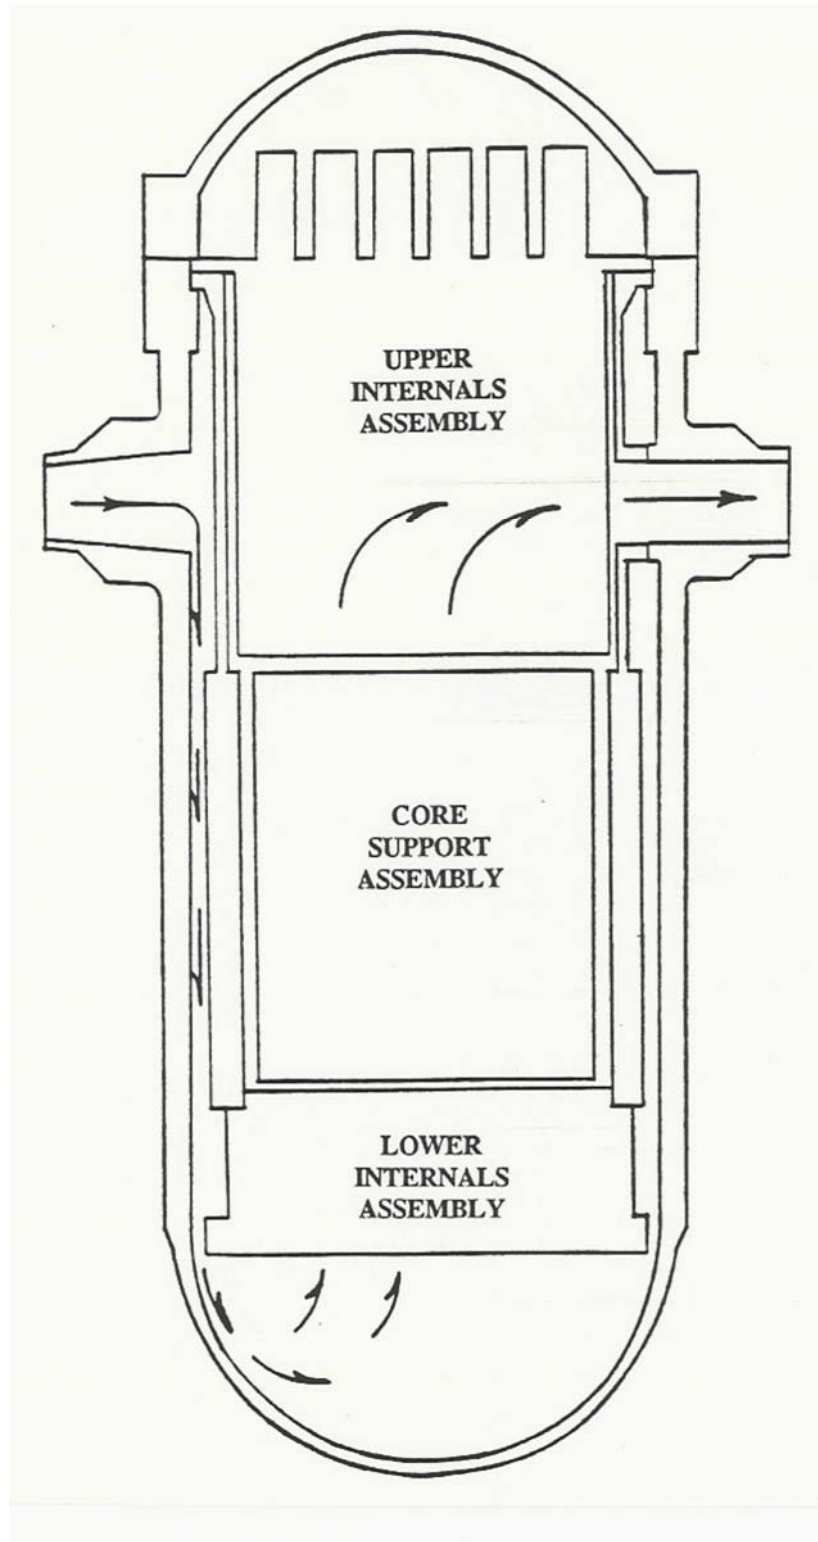 UPPER
INTERNALS
ASSEMBLY
CORE
SUPPORT
ASSEMBLY
LOWER
INTERNALS
ASSEMBLY